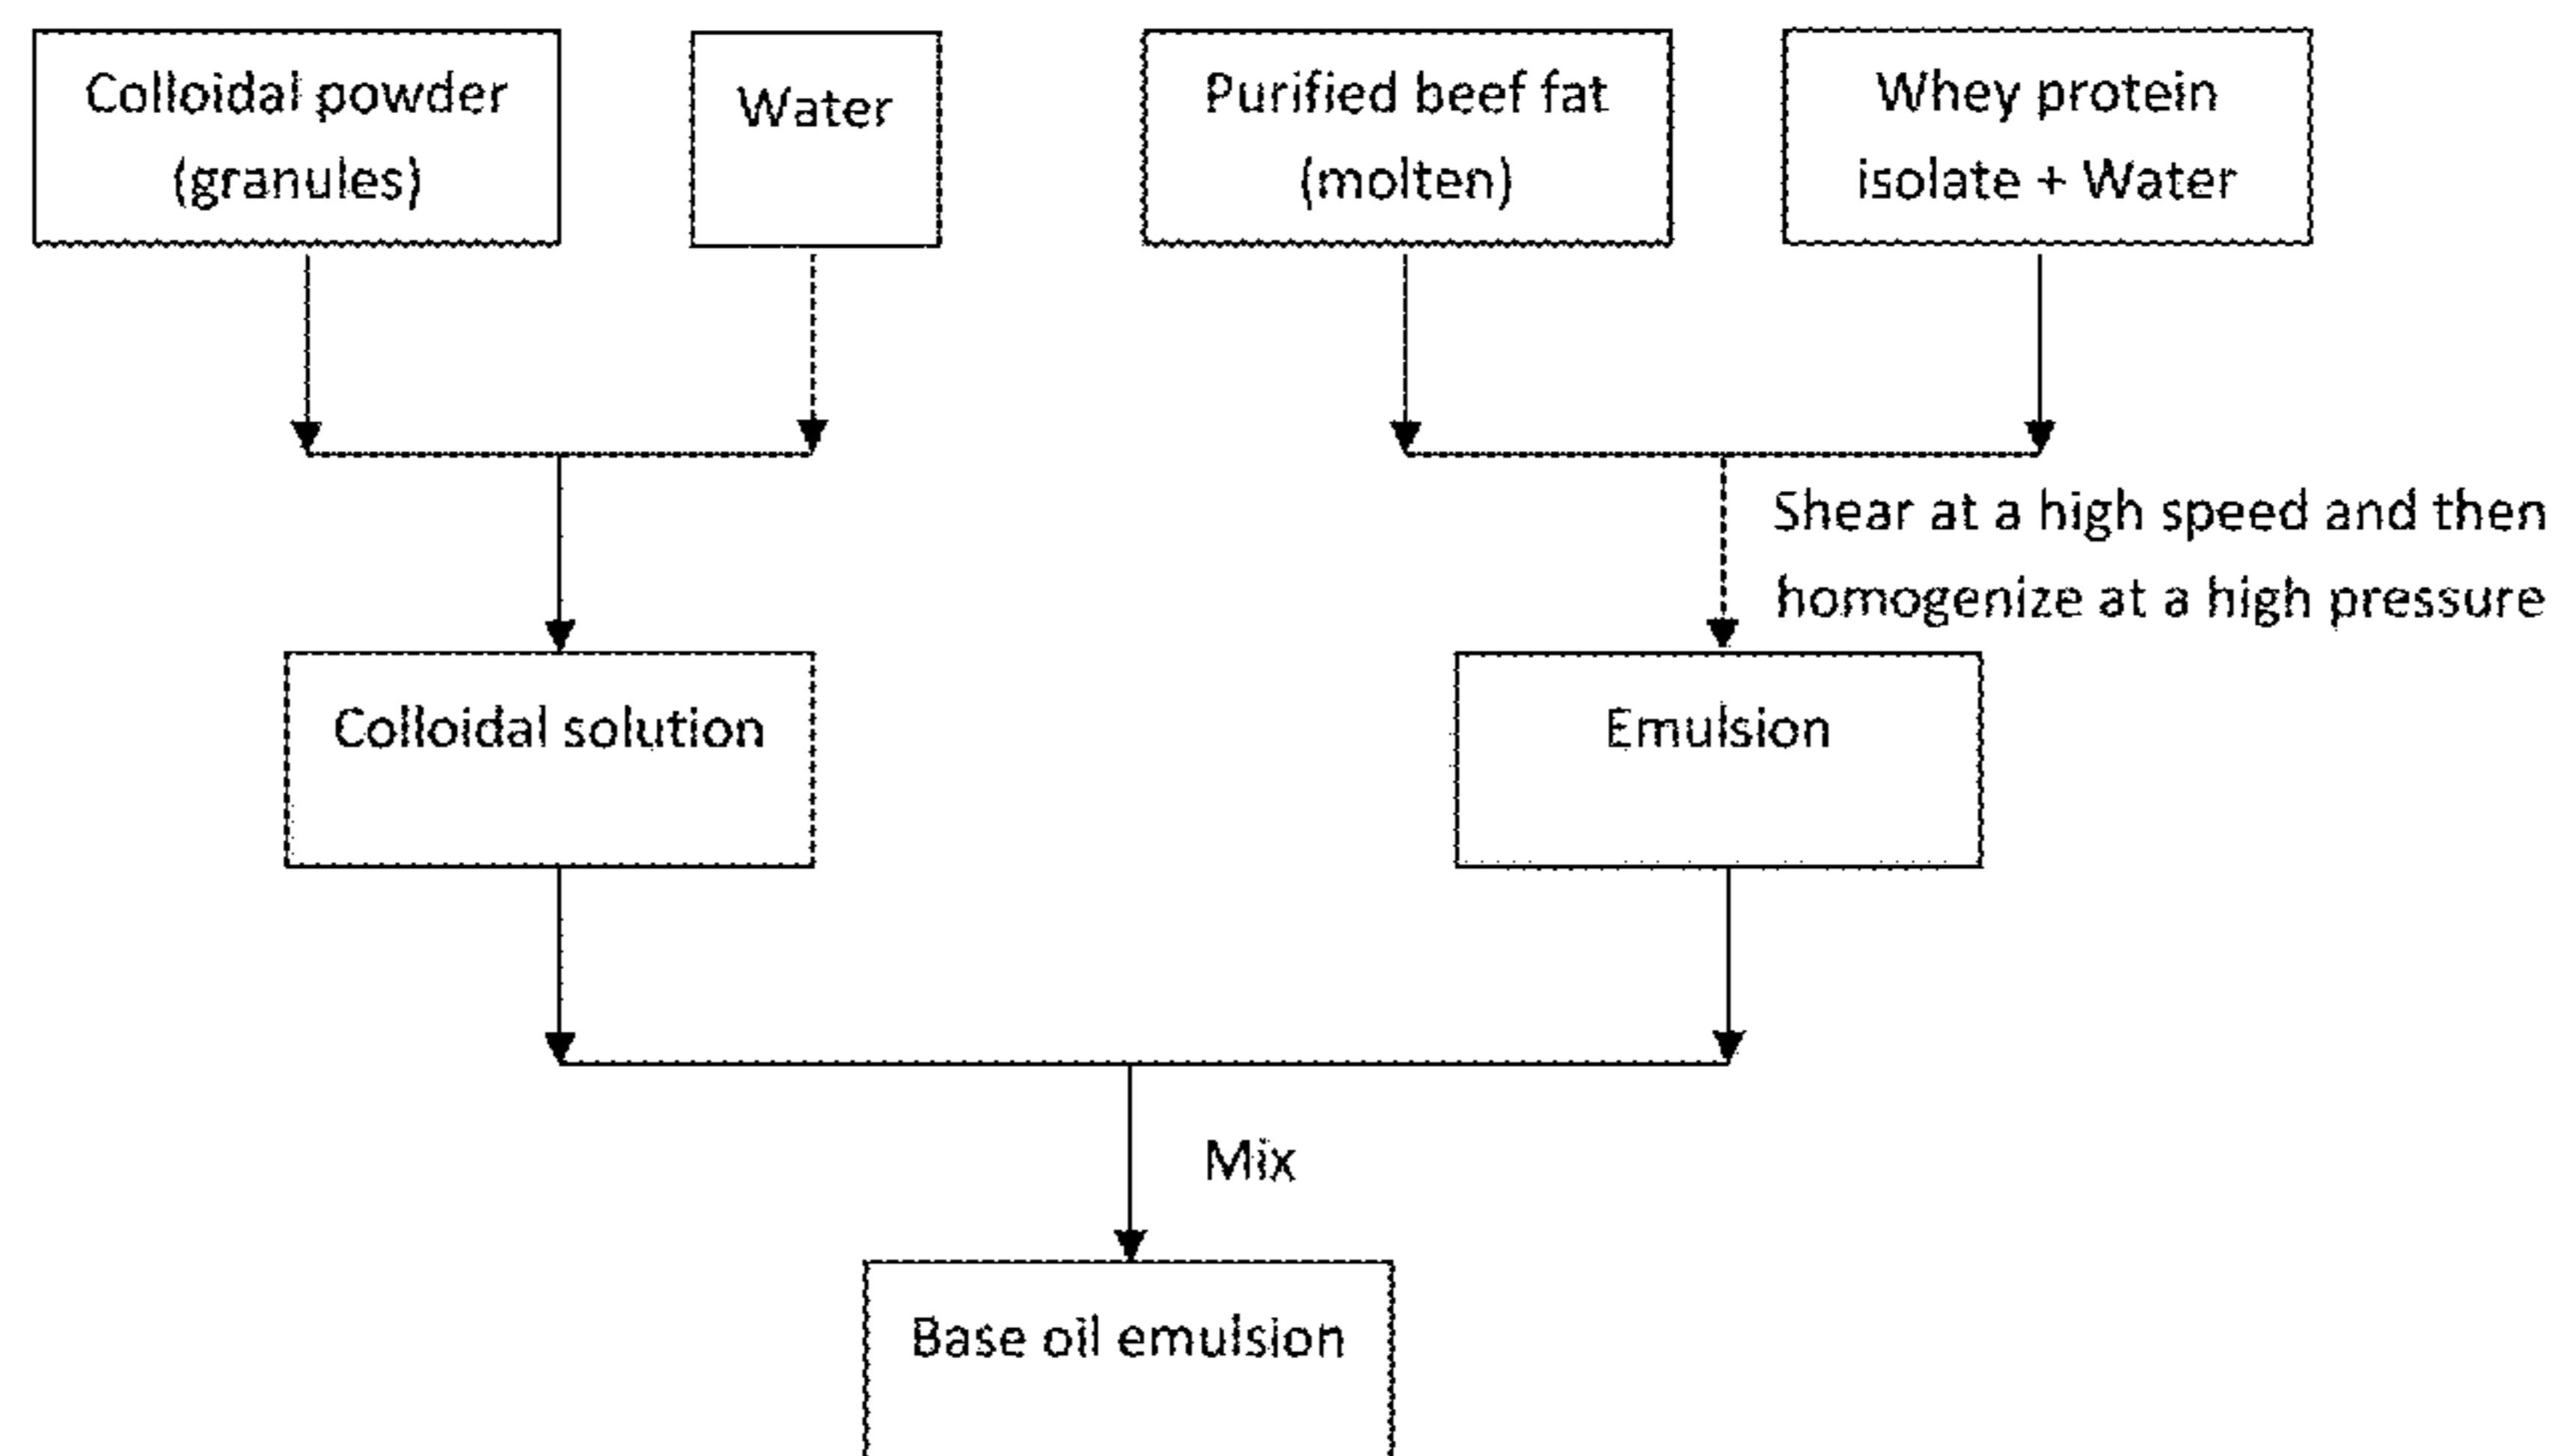 Colloidal powder
(granules)
Water
Purified beef fat
(molten)
Whey protein
isolate + Water
Shear at a high speed and then
homogenize at a high pressure
Colloidal solution
Emulsion
Mix
Base oil emulsion